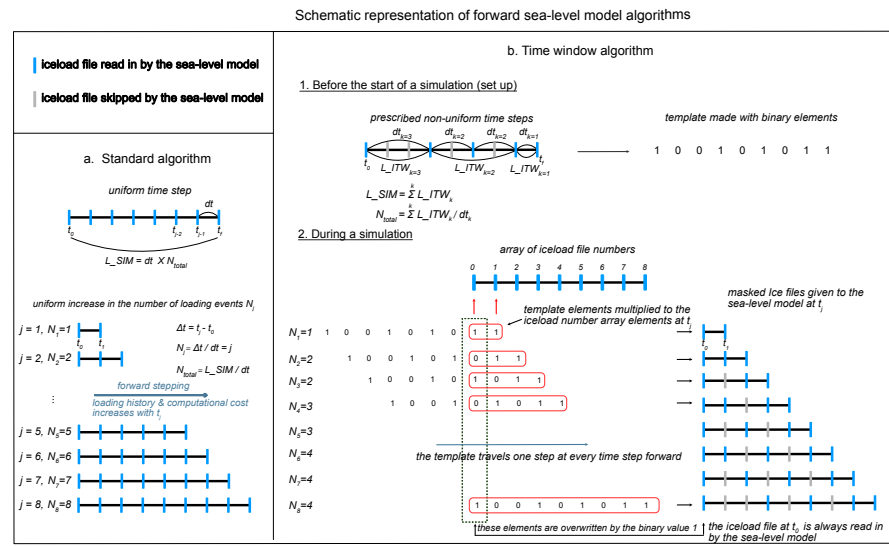 Schematic representation of forward sea-level model algorithms
iceload file read in by the sea-level model
iceload file skipped by the sea-level model
a. Standard algorithm
uniform time step
dt
t0 tj-2 tj-1 tf
L_SIM = dt X Ntotal
uniform increase in the number of loading events Nj
j = 1, N1=1
t0 t1
j = 2, N2=2
Δt = tj - t0
Nj = Δt / dt = j
Ntotal = L_SIM / dt
⋮
forward stepping
loading history & computational cost
increases with tj
j = 5, N5=5
j = 6, N6=6
j = 7, N7=7
j = 8, N8=8
b. Time window algorithm
1. Before the start of a simulation (set up)
prescribed non-uniform time steps
dtk=3 dtk=2 dtk=2 dtk=1
t0 tf
L_ITWk=3 L_ITWk=2 L_ITWk=1
L_SIM = Σk L_ITWk
Ntotal = Σk L_ITWk / dtk
template made with binary elements
1 0 0 1 0 1 0 1 1
2. During a simulation
array of iceload file numbers
0 1 2 3 4 5 6 7 8
template elements multiplied to the
iceload number array elements at tj
masked Ice files given to the
sea-level model at tj
N1=1 1 0 0 1 0 1 0 1 1
t0 t1
N2=2 1 0 0 1 0 1 0 1 1
N3=2 1 0 0 1 0 1 0 1 1
N4=3 1 0 0 1 0 1 0 1 1
N5=3
N6=4
the template travels one step at every time step forward
N7=4
N8=4 1 0 0 1 0 1 0 1 1
these elements are overwritten by the binary value 1
the iceload file at t0 is always read in
by the sea-level model